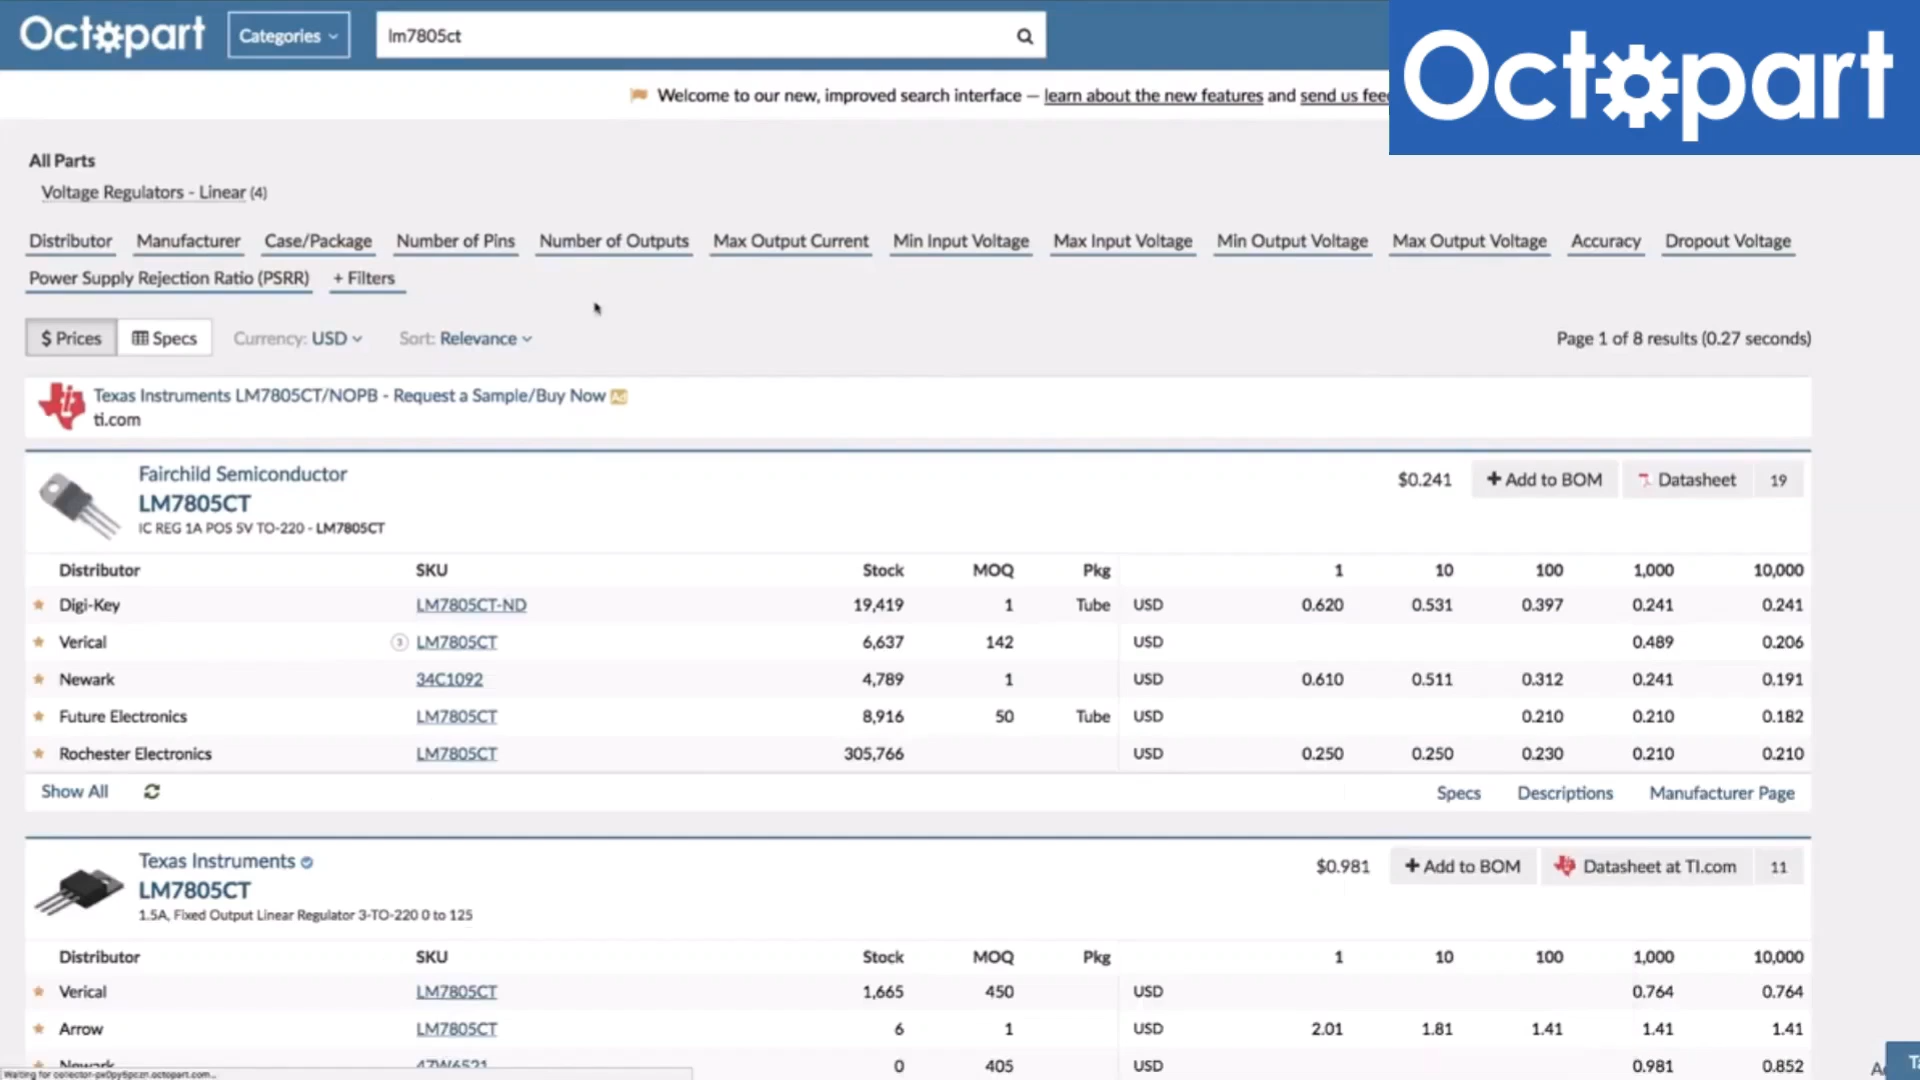 Octopart
Categories
lm7805ct
Octopart
Welcome to our new, improved search interface — learn about the new features and send us fee
All Parts
Voltage Regulators - Linear (4)
Distributor Manufacturer Case/Package Number of Pins Number of Outputs Max Output Current Min Input Voltage Max Input Voltage Min Output Voltage Max Output Voltage Accuracy Dropout Voltage
Power Supply Rejection Ratio (PSRR) + Filters
$ Prices Specs Currency: USD Sort: Relevance Page 1 of 8 results (0.27 seconds)
Texas Instruments LM7805CT/NOPB - Request a Sample/Buy Now Ad
ti.com
Fairchild Semiconductor
LM7805CT
IC REG 1A POS 5V TO-220 - LM7805CT
$0.241 + Add to BOM Datasheet 19
Distributor SKU Stock MOQ Pkg 1 10 100 1,000 10,000
Digi-Key LM7805CT-ND 19,419 1 Tube USD 0.620 0.531 0.397 0.241 0.241
Verical 3 LM7805CT 6,637 142 USD 0.489 0.206
Newark 34C1092 4,789 1 USD 0.610 0.511 0.312 0.241 0.191
Future Electronics LM7805CT 8,916 50 Tube USD 0.210 0.210 0.182
Rochester Electronics LM7805CT 305,766 USD 0.250 0.250 0.230 0.210 0.210
Show All Specs Descriptions Manufacturer Page
Texas Instruments
LM7805CT
1.5A, Fixed Output Linear Regulator 3-TO-220 0 to 125
$0.981 + Add to BOM Datasheet at TI.com 11
Distributor SKU Stock MOQ Pkg 1 10 100 1,000 10,000
Verical LM7805CT 1,665 450 USD 0.764 0.764
Arrow LM7805CT 6 1 USD 2.01 1.81 1.41 1.41 1.41
Newark 47W6521 0 405 USD 0.981 0.852
Waiting for